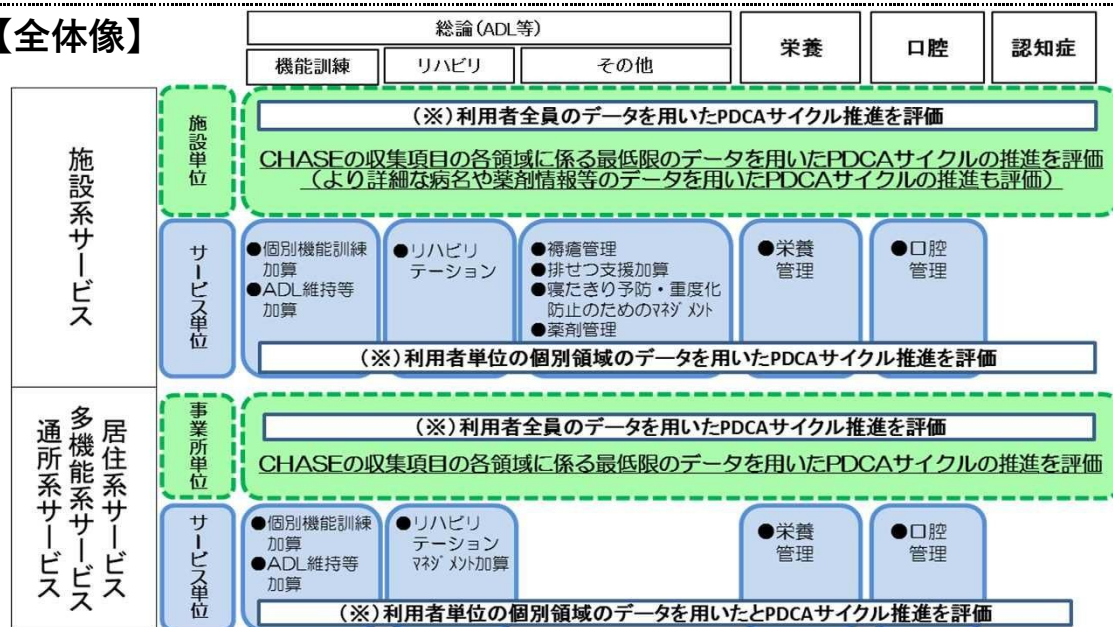 【全体像】
総論(ADL等)
機能訓練
リハビリ
その他
栄養
口腔
認知症
施設系サービス
施設単位
(※)利用者全員のデータを用いたPDCAサイクル推進を評価
CHASEの収集項目の各領域に係る最低限のデータを用いたPDCAサイクルの推進を評価
(より詳細な病名や薬剤情報等のデータを用いたPDCAサイクルの推進も評価)
サービス単位
●個別機能訓練
加算
●ADL維持等
加算
●リハビリ
テーション
●褥瘡管理
●排せつ支援加算
●寝たきり予防・重度化
防止のためのマネジメント
●薬剤管理
●栄養
管理
●口腔
管理
(※)利用者単位の個別領域のデータを用いたPDCAサイクル推進を評価
居住系サービス
多機能系サービス
通所系サービス
事業所単位
(※)利用者全員のデータを用いたPDCAサイクル推進を評価
CHASEの収集項目の各領域に係る最低限のデータを用いたPDCAサイクルの推進を評価
サービス単位
●個別機能訓練
加算
●ADL維持等
加算
●リハビリ
テーション
マネジメント加算
●栄養
管理
●口腔
管理
(※)利用者単位の個別領域のデータを用いたとPDCAサイクル推進を評価